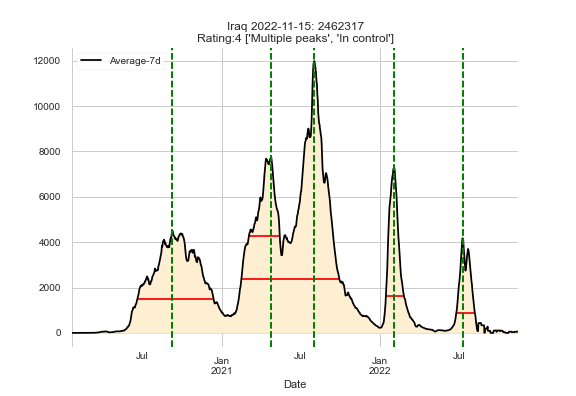 Iraq 2022-11-15: 2462317
Rating:4 ['Multiple peaks', 'In control']
Average-7d
12000
10000
8000
6000
4000
2000
0
Jul
Jan
2021
Jul
Jan
2022
Jul
Date